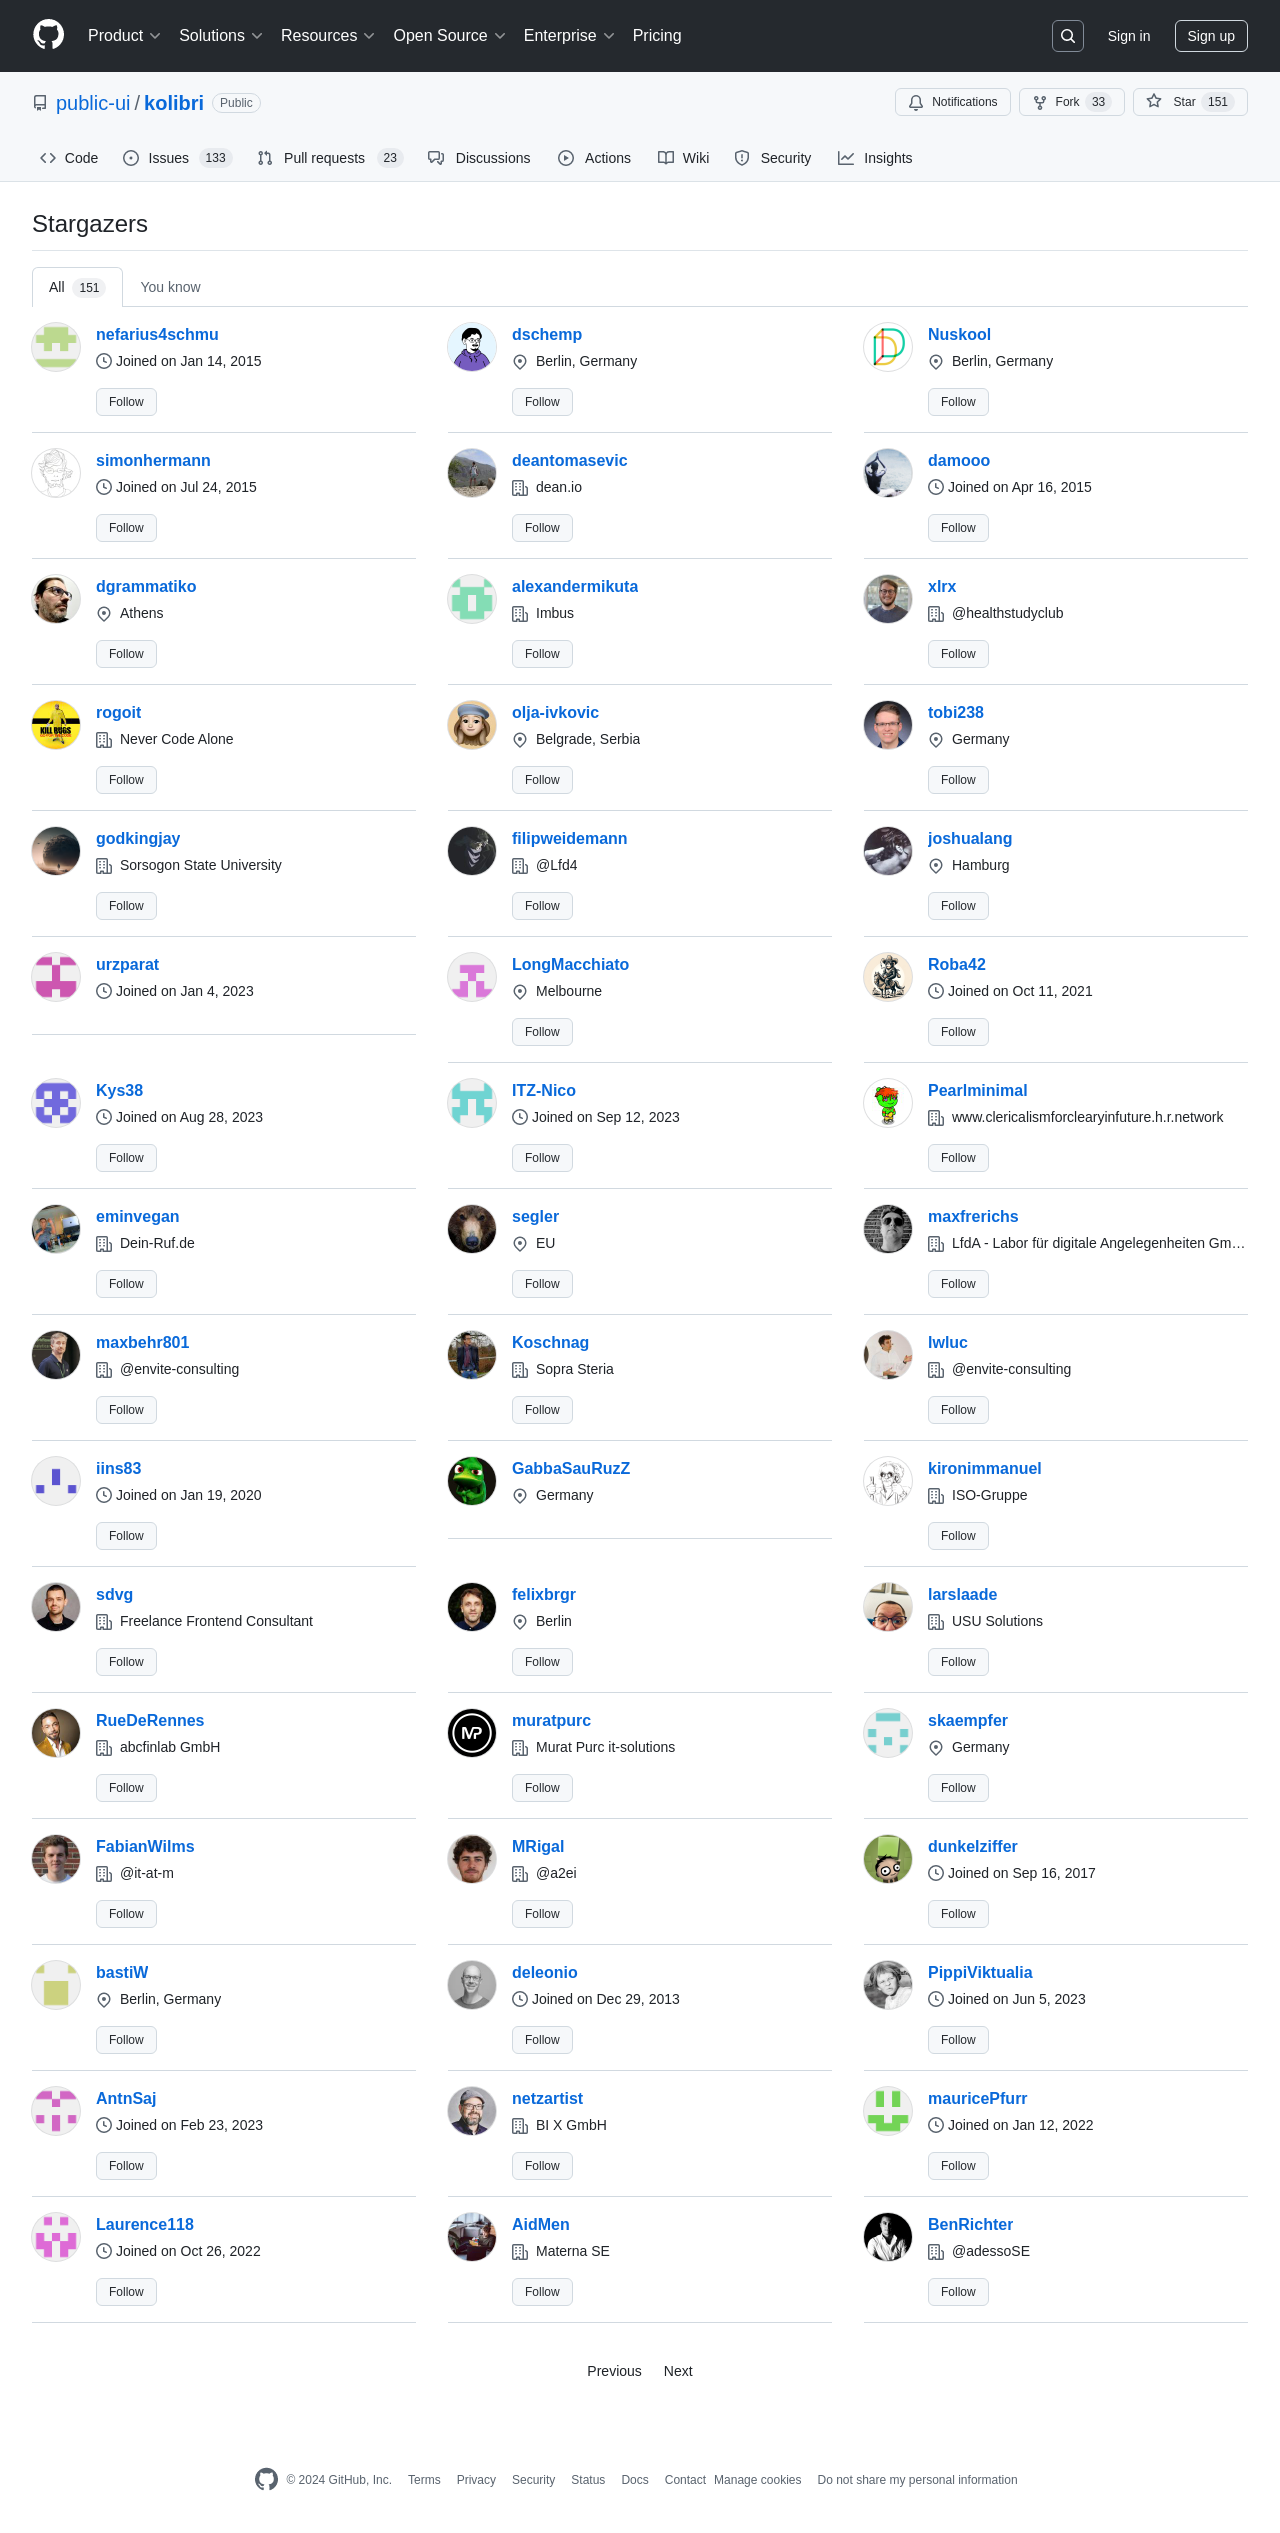 Product Solutions Resources Open Source Enterprise Pricing Sign in Sign up
public-ui / kolibri Public Notifications Fork 33 Star 151
Code Issues 133 Pull requests 23 Discussions Actions Wiki Security Insights
Stargazers
All 151 You know
nefarius4schmu dschemp Nuskool
Joined on Jan 14, 2015 Berlin, Germany Berlin, Germany
Follow Follow Follow
simonhermann deantomasevic damooo
Joined on Jul 24, 2015 dean.io Joined on Apr 16, 2015
Follow Follow Follow
dgrammatiko alexandermikuta xlrx
Athens Imbus @healthstudyclub
Follow Follow Follow
KILL BUGS
rogoit olja-ivkovic tobi238
Never Code Alone Belgrade, Serbia Germany
Follow Follow Follow
godkingjay filipweidemann joshualang
Sorsogon State University @Lfd4 Hamburg
Follow Follow Follow
urzparat LongMacchiato Roba42
Joined on Jan 4, 2023 Melbourne Joined on Oct 11, 2021
Follow Follow
Kys38 ITZ-Nico Pearlminimal
Joined on Aug 28, 2023 Joined on Sep 12, 2023 www.clericalismforclearyinfuture.h.r.network
Follow Follow Follow
eminvegan segler maxfrerichs
Dein-Ruf.de EU LfdA - Labor für digitale Angelegenheiten Gm…
Follow Follow Follow
maxbehr801 Koschnag lwluc
@envite-consulting Sopra Steria @envite-consulting
Follow Follow Follow
iins83 GabbaSauRuzZ kironimmanuel
Joined on Jan 19, 2020 Germany ISO-Gruppe
Follow Follow
sdvg felixbrgr larslaade
Freelance Frontend Consultant Berlin USU Solutions
Follow Follow Follow
RueDeRennes MP muratpurc skaempfer
abcfinlab GmbH Murat Purc it-solutions Germany
Follow Follow Follow
FabianWilms MRigal dunkelziffer
@it-at-m @a2ei Joined on Sep 16, 2017
Follow Follow Follow
bastiW deleonio PippiViktualia
Berlin, Germany Joined on Dec 29, 2013 Joined on Jun 5, 2023
Follow Follow Follow
AntnSaj netzartist mauricePfurr
Joined on Feb 23, 2023 BI X GmbH Joined on Jan 12, 2022
Follow Follow Follow
Laurence118 AidMen BenRichter
Joined on Oct 26, 2022 Materna SE @adessoSE
Follow Follow Follow
Previous Next
© 2024 GitHub, Inc. Terms Privacy Security Status Docs Contact Manage cookies Do not share my personal information